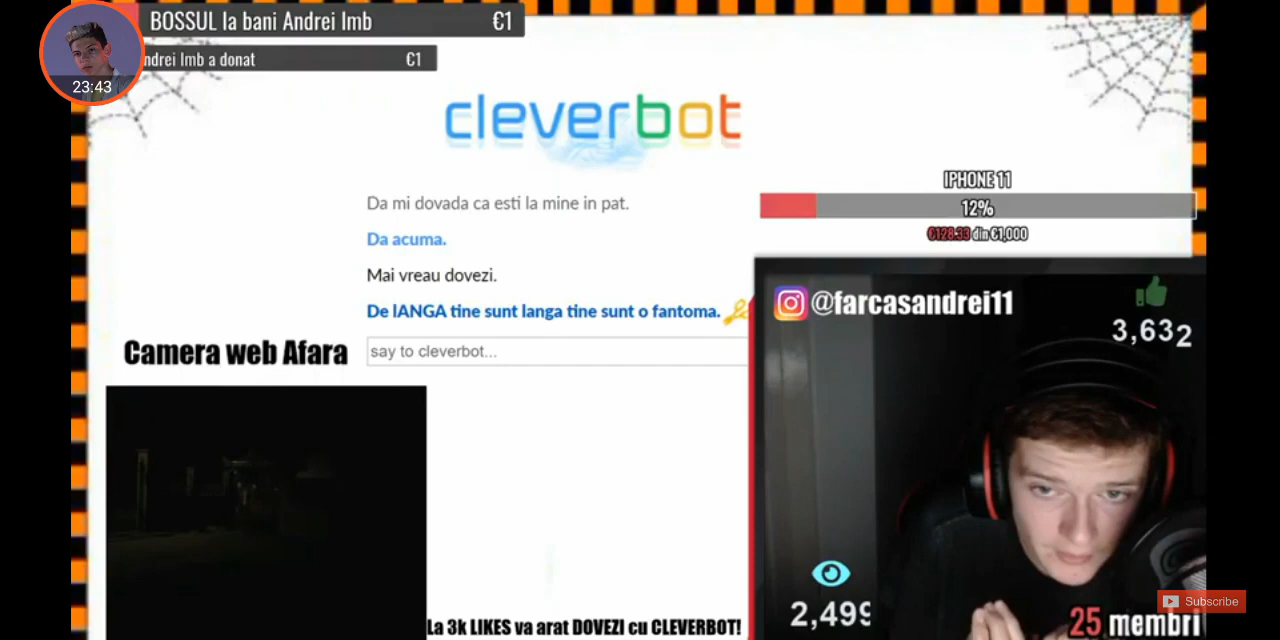 BOSSUL la bani Andrei Imb €1
ndrei Imb a donat €1
23:43
cleverbot
Da mi dovada ca esti la mine in pat.
Da acuma.
Mai vreau dovezi.
De lANGA tine sunt langa tine sunt o fantoma.
say to cleverbot...
IPHONE 11
12%
€128.33 din €1,000
@farcasandrei11
3,632
Camera web Afara
2,499
Subscribe
25 membri
La 3k LIKES va arat DOVEZI cu CLEVERBOT!